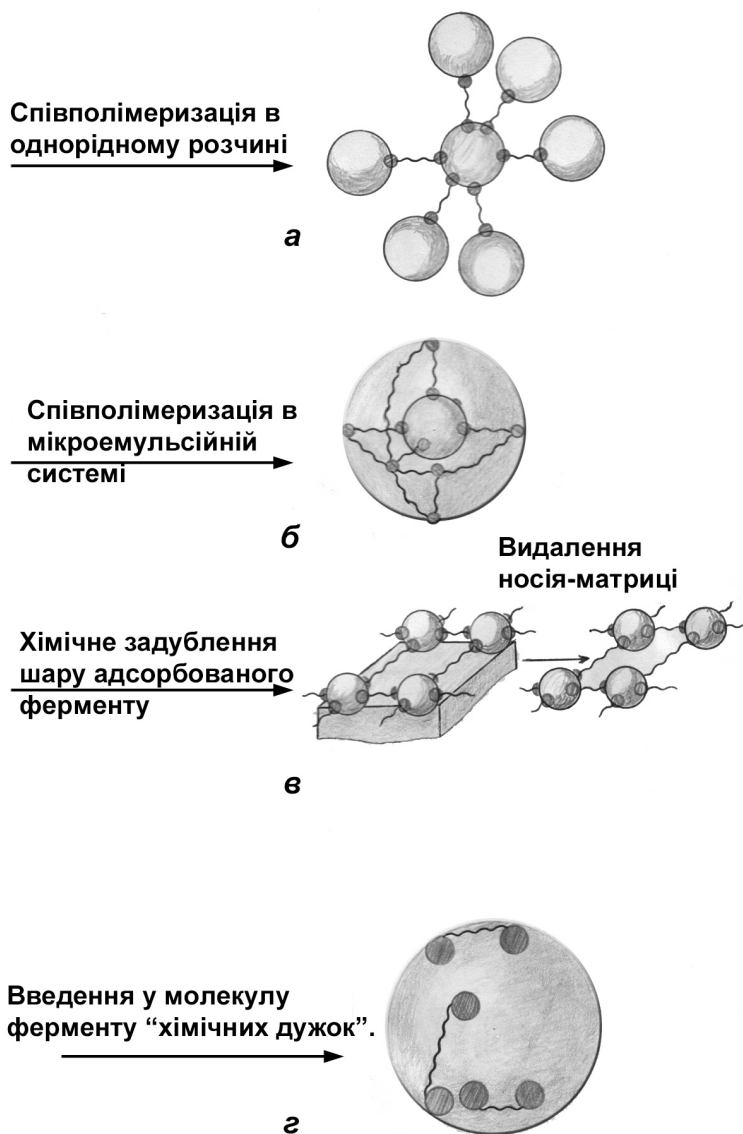 Співполімеризація в
однорідному розчині
а
Співполімеризація в
мікроемульсійній
системі
б
Видалення
носія-матриці
Хімічне задублення
шару адсорбованого
ферменту
в
Введення у молекулу
ферменту “хімічних дужок”.
г